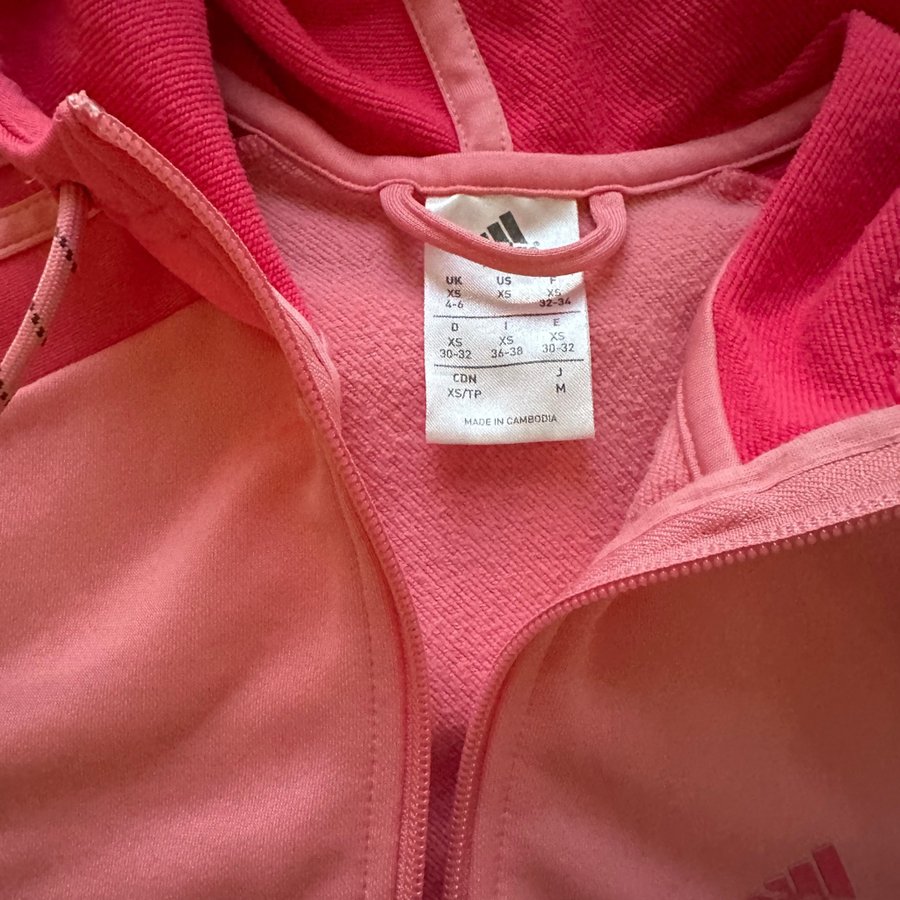 UK US F
XS XS XS
4-6 32-34
D I E
XS XS XS
30-32 36-38 30-32
CDN J
XS/TP M
MADE IN CAMBODIA